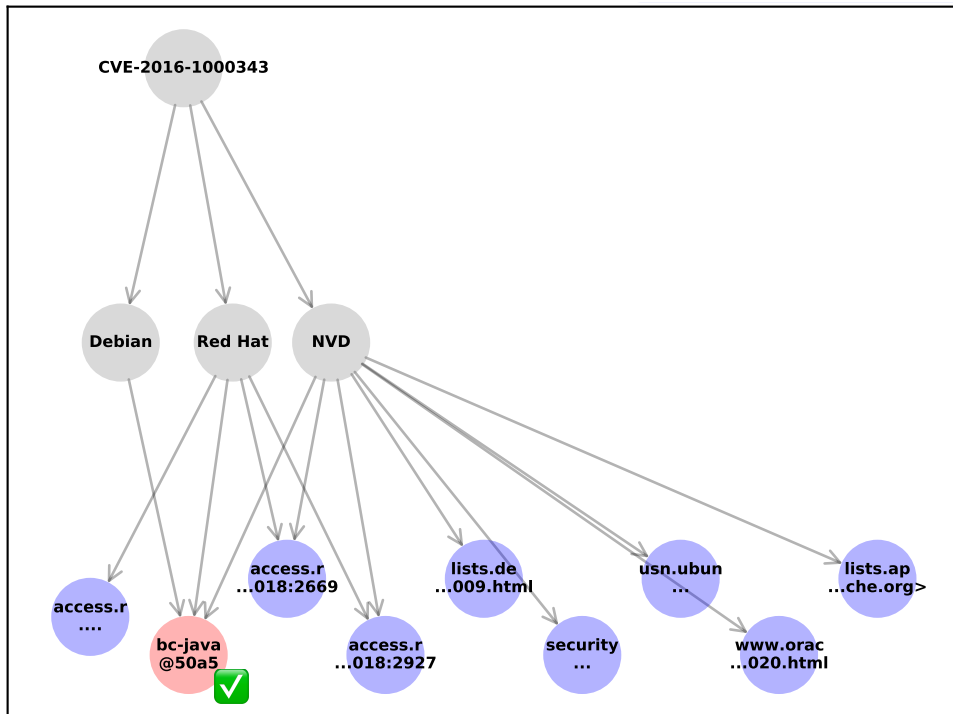 CVE-2016-1000343
Debian
Red Hat
NVD
access.r
...018:2669
lists.de
...009.html
usn.ubun
...
lists.ap
...che.org>
access.r
....
bc-java
@50a5
access.r
...018:2927
security
...
www.orac
...020.html